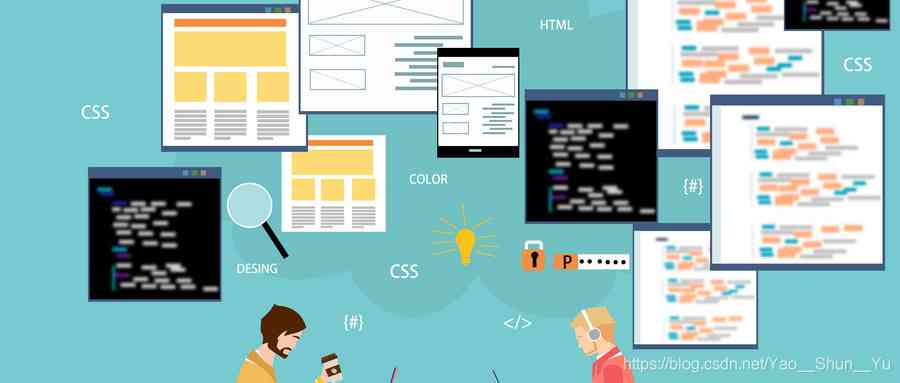 HTML
CSS
CSS
COLOR
{#}
DESING
CSS
P
{#}
</>
https://blog.csdn.net/Yao__Shun__Yu